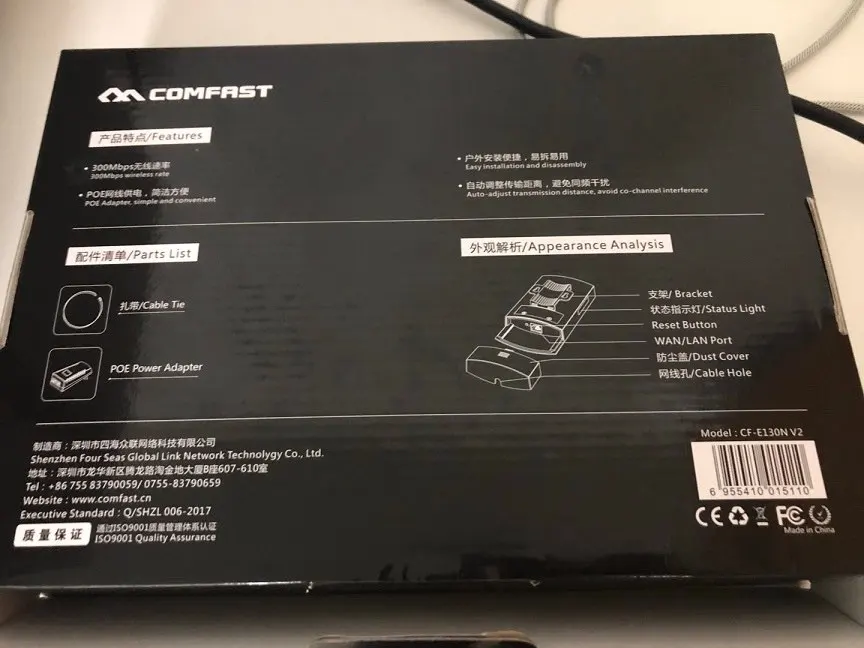 COMFAST
产品特点/Features
• 300Mbps无线速率
300Mbps wireless rate
• POE网线供电，简洁方便
POE Adapter, simple and convenient
• 户外安装便捷，易拆易用
Easy installation and disassembly
• 自动调整传输距离，避免同频干扰
Auto-adjust transmission distance, avoid co-channel interference
配件清单/Parts List
扎带/Cable Tie
POE Power Adapter
外观解析/Appearance Analysis
支架/ Bracket
状态指示灯/Status Light
Reset Button
WAN/LAN Port
防尘盖/Dust Cover
网线孔/Cable Hole
制造商：深圳市四海众联网络科技有限公司
Shenzhen Four Seas Global Link Network Technolygy Co., Ltd.
地址：深圳市龙华新区腾龙路淘金地大厦B座607-610室
Tel : +86 755 83790059/ 0755-83790659
Website : www.comfast.cn
Executive Standard : Q/SHZL 006-2017
质量保证
通过ISO9001质量管理体系认证
ISO9001 Quality Assurance
Model : CF-E130N V2
6 955410 015110
CE FC
Made in China